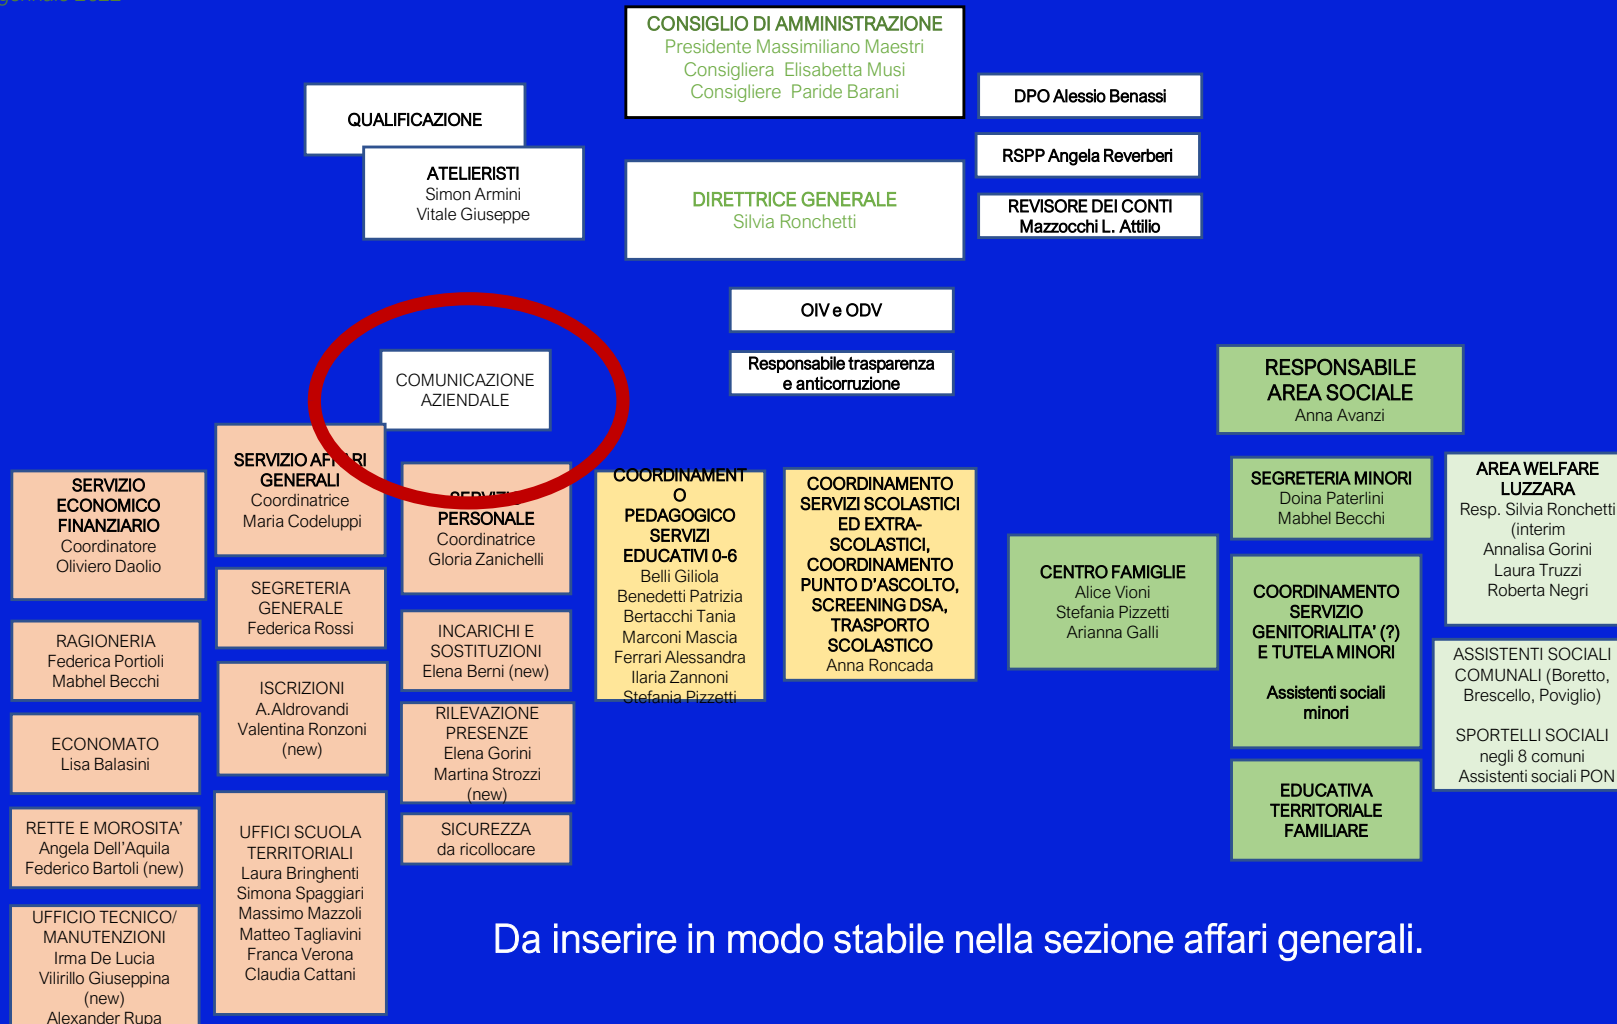 gennaio 2022
CONSIGLIO DI AMMINISTRAZIONE
Presidente Massimiliano Maestri
Consigliera Elisabetta Musi
Consigliere Paride Barani
QUALIFICAZIONE
ATELIERISTI
Simon Armini
Vitale Giuseppe
DPO Alessio Benassi
RSPP Angela Reverberi
REVISORE DEI CONTI
Mazzocchi L. Attilio
DIRETTRICE GENERALE
Silvia Ronchetti
OIV e ODV
Responsabile trasparenza
e anticorruzione
COMUNICAZIONE
AZIENDALE
RESPONSABILE
AREA SOCIALE
Anna Avanzi
SERVIZIO
ECONOMICO
FINANZIARIO
Coordinatore
Oliviero Daolio
RAGIONERIA
Federica Portioli
Mabhel Becchi
ECONOMATO
Lisa Balasini
RETTE E MOROSITA'
Angela Dell'Aquila
Federico Bartoli (new)
UFFICIO TECNICO/
MANUTENZIONI
Irma De Lucia
Vilirillo Giuseppina
(new)
Alexander Rupa
SERVIZIO AFFARI
GENERALI
Coordinatrice
Maria Codeluppi
SEGRETERIA
GENERALE
Federica Rossi
ISCRIZIONI
A.Aldrovandi
Valentina Ronzoni
(new)
UFFICI SCUOLA
TERRITORIALI
Laura Bringhenti
Simona Spaggiari
Massimo Mazzoli
Matteo Tagliavini
Franca Verona
Claudia Cattani
SERVIZIO
PERSONALE
Coordinatrice
Gloria Zanichelli
INCARICHI E
SOSTITUZIONI
Elena Berni (new)
RILEVAZIONE
PRESENZE
Elena Gorini
Martina Strozzi
(new)
SICUREZZA
da ricollocare
COORDINAMENT
O
PEDAGOGICO
SERVIZI
EDUCATIVI 0-6
Belli Giliola
Benedetti Patrizia
Bertacchi Tania
Marconi Mascia
Ferrari Alessandra
Ilaria Zannoni
Stefania Pizzetti
COORDINAMENTO
SERVIZI SCOLASTICI
ED EXTRA-
SCOLASTICI,
COORDINAMENTO
PUNTO D'ASCOLTO,
SCREENING DSA,
TRASPORTO
SCOLASTICO
Anna Roncada
CENTRO FAMIGLIE
Alice Vioni
Stefania Pizzetti
Arianna Galli
SEGRETERIA MINORI
Doina Paterlini
Mabhel Becchi
COORDINAMENTO
SERVIZIO
GENITORIALITA' (?)
E TUTELA MINORI
Assistenti sociali
minori
EDUCATIVA
TERRITORIALE
FAMILIARE
AREA WELFARE
LUZZARA
Resp. Silvia Ronchetti
(interim
Annalisa Gorini
Laura Truzzi
Roberta Negri
ASSISTENTI SOCIALI
COMUNALI (Boretto,
Brescello, Poviglio)
SPORTELLI SOCIALI
negli 8 comuni
Assistenti sociali PON
Da inserire in modo stabile nella sezione affari generali.